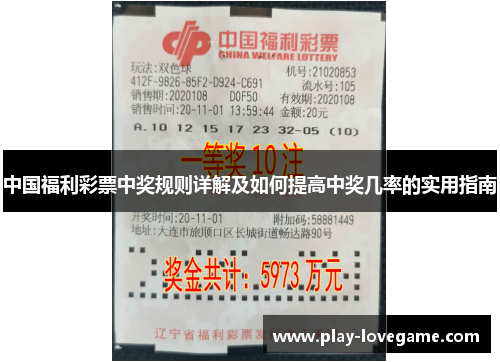 中国福利彩票
CHINA WELFARE LOTTERY
玩法:双色球 机号:21020853
412F-9826-85F2-D924-C691 流水号:105
销售期:2020108 D0F50 有效期:2020108
销售时间:20-11-01 13:59:44 金额:20元
A.10 12 15 17 23 32-05 (10)
一等奖 10 注
中国福利彩票中奖规则详解及如何提高中奖几率的实用指南
开奖时间:20-11-01 附加码:58881449
地址:大连市旅顺口区长城街道畅达路90号
奖金共计：5973 万元
辽宁省福利彩票发
www.play-lovegame.com